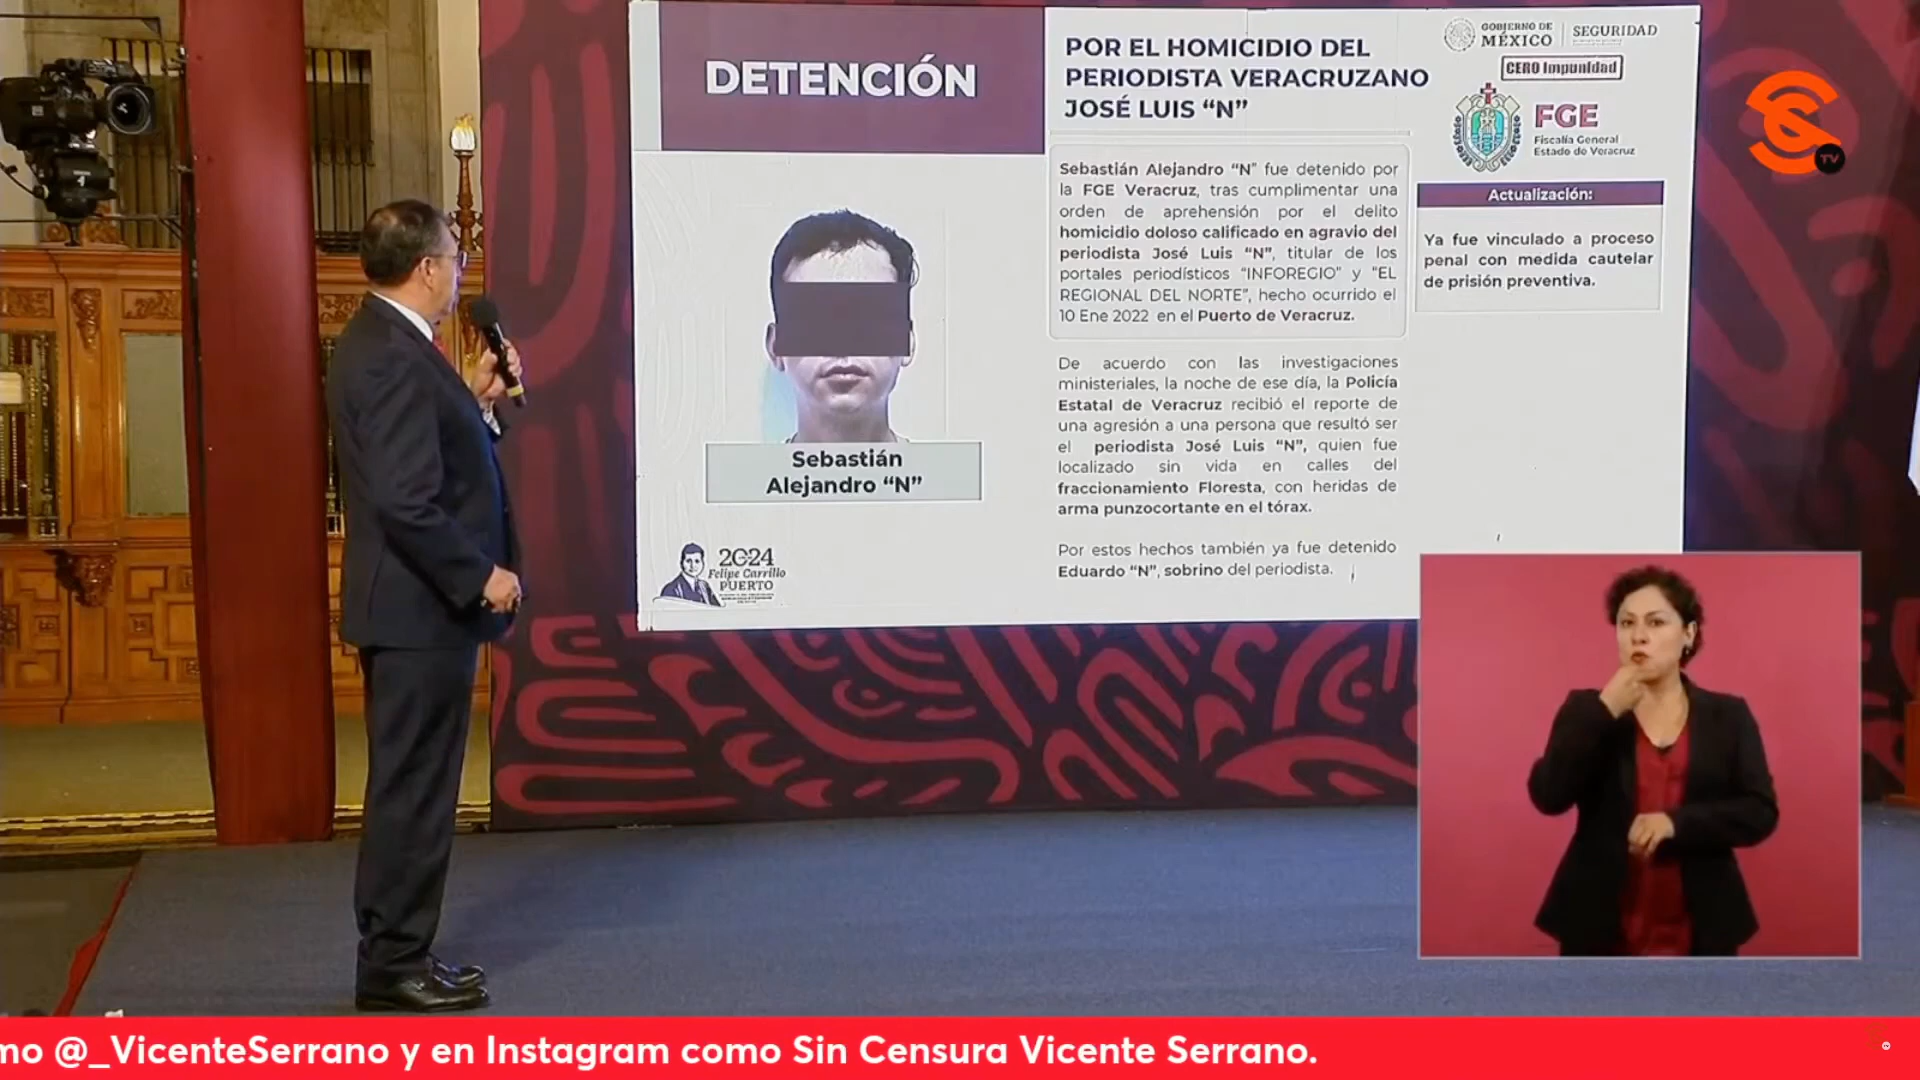 DETENCIÓN
POR EL HOMICIDIO DEL
PERIODISTA VERACRUZANO
JOSÉ LUIS “N”
GOBIERNO DE
MÉXICO
SEGURIDAD
CERO Impunidad
FGE
Fiscalía General
Estado de Veracruz
TV
Sebastián Alejandro “N” fue detenido por
la FGE Veracruz, tras cumplimentar una
orden de aprehensión por el delito
homicidio doloso calificado en agravio del
periodista José Luis “N”, titular de los
portales periodísticos “INFOREGIO” y “EL
REGIONAL DEL NORTE”, hecho ocurrido el
10 Ene 2022 en el Puerto de Veracruz.
Actualización:
Ya fue vinculado a proceso
penal con medida cautelar
de prisión preventiva.
De acuerdo con las investigaciones
ministeriales, la noche de ese día, la Policía
Estatal de Veracruz recibió el reporte de
una agresión a una persona que resultó ser
el periodista José Luis “N”, quien fue
localizado sin vida en calles del
fraccionamiento Floresta, con heridas de
arma punzocortante en el tórax.
Por estos hechos también ya fue detenido
Eduardo “N”, sobrino del periodista.
Sebastián
Alejandro “N”
2024
Felipe Carrillo
PUERTO
mo @_VicenteSerrano y en Instagram como Sin Censura Vicente Serrano.